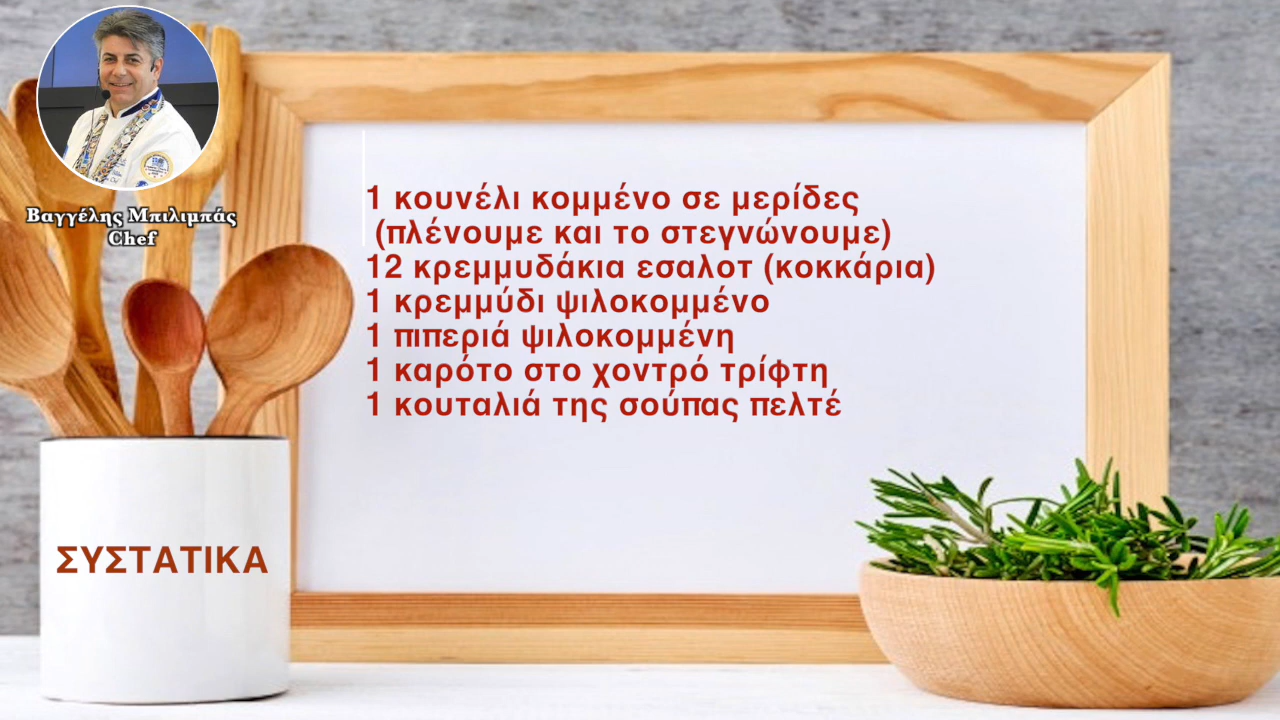 Βαγγέλης Μπιλιμπάς
Chef
1 κουνέλι κομμένο σε μερίδες
(πλένουμε και το στεγνώνουμε)
12 κρεμμυδάκια εσαλοτ (κοκκάρια)
1 κρεμμύδι ψιλοκομμένο
1 πιπεριά ψιλοκομμένη
1 καρότο στο χοντρό τρίφτη
1 κουταλιά της σούπας πελτέ
ΣΥΣΤΑΤΙΚΑ